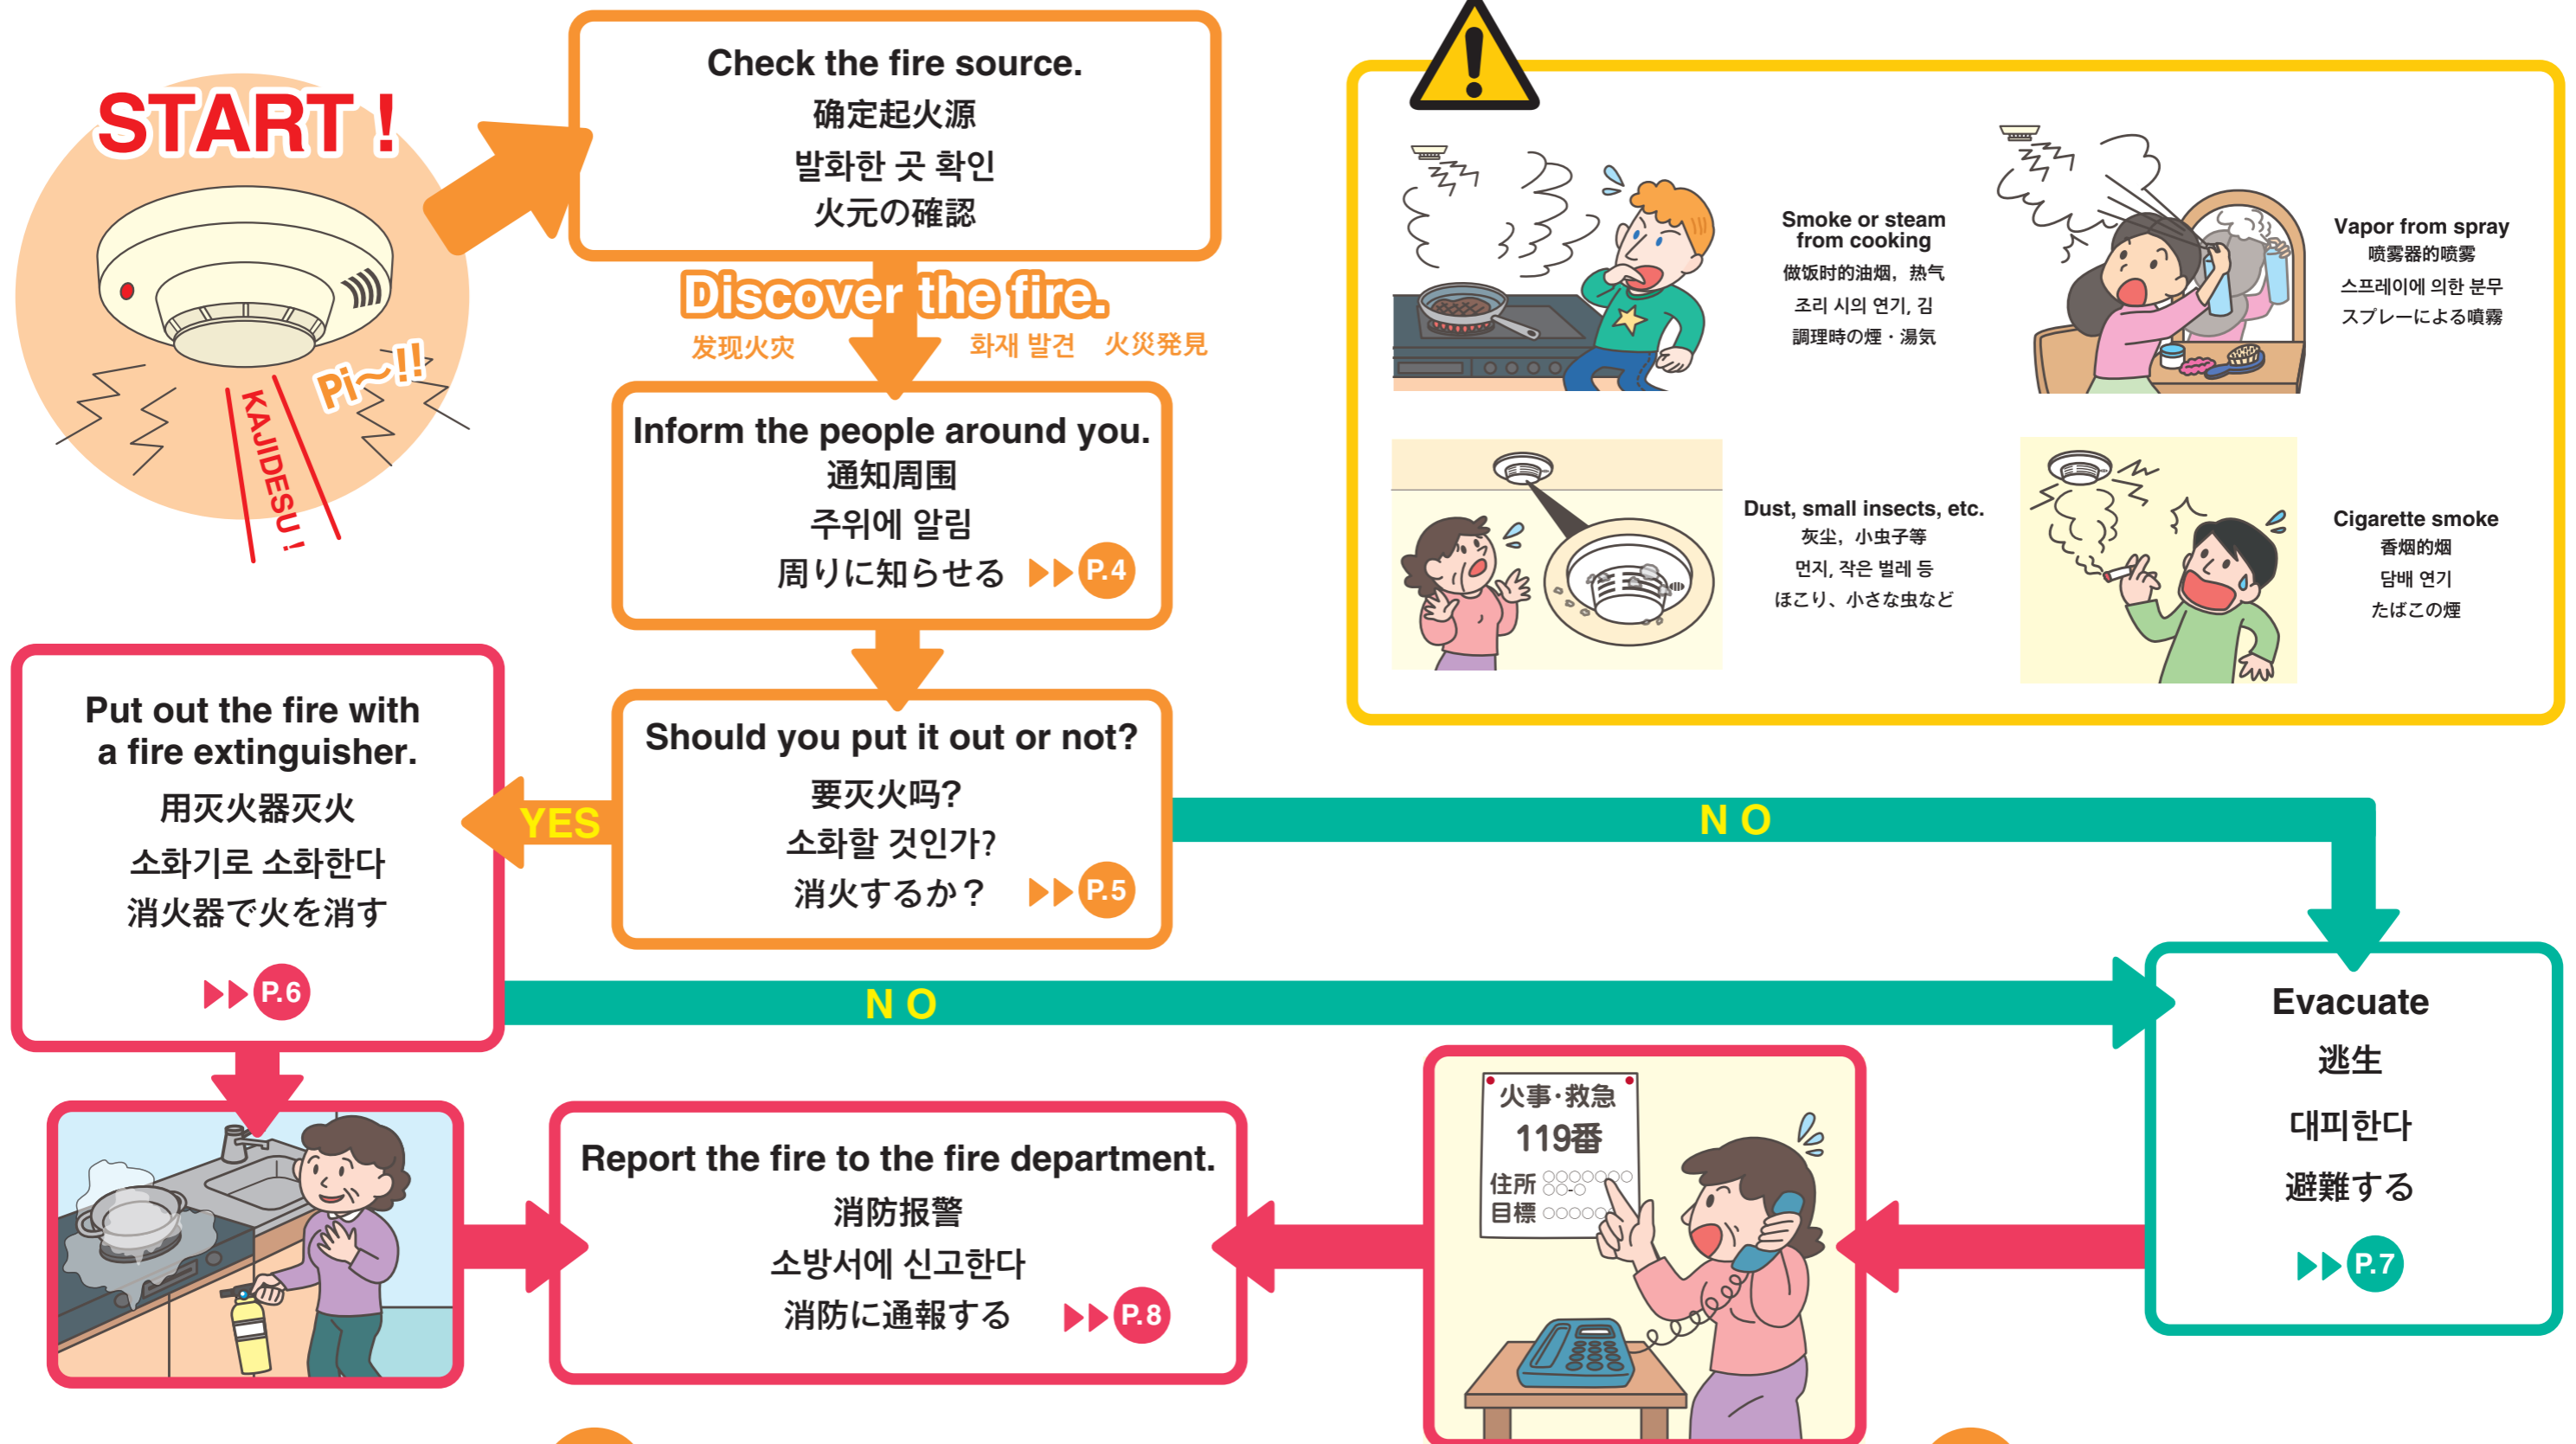 START !
Pi～!!
KAJIDESU !
Check the fire source.
确定起火源
발화한 곳 확인
火元の確認
Discover the fire.
发现火灾
화재 발견
火災発見
Inform the people around you.
通知周围
주위에 알림
周りに知らせる
P.4
Should you put it out or not?
要灭火吗?
소화할 것인가?
消火するか？
P.5
YES
NO
Put out the fire with
a fire extinguisher.
用灭火器灭火
소화기로 소화한다
消火器で火を消す
P.6
NO
Evacuate
逃生
대피한다
避難する
P.7
Report the fire to the fire department.
消防报警
소방서에 신고한다
消防に通報する
P.8
火事・救急
119番
住所 ○○○○○○○
○○-○
目標 ○○○○○
!
Smoke or steam
from cooking
做饭时的油烟，热气
조리 시의 연기, 김
調理時の煙・湯気
Vapor from spray
喷雾器的喷雾
스프레이에 의한 분무
スプレーによる噴霧
Dust, small insects, etc.
灰尘，小虫子等
먼지, 작은 벌레 등
ほこり、小さな虫など
Cigarette smoke
香烟的烟
담배 연기
たばこの煙